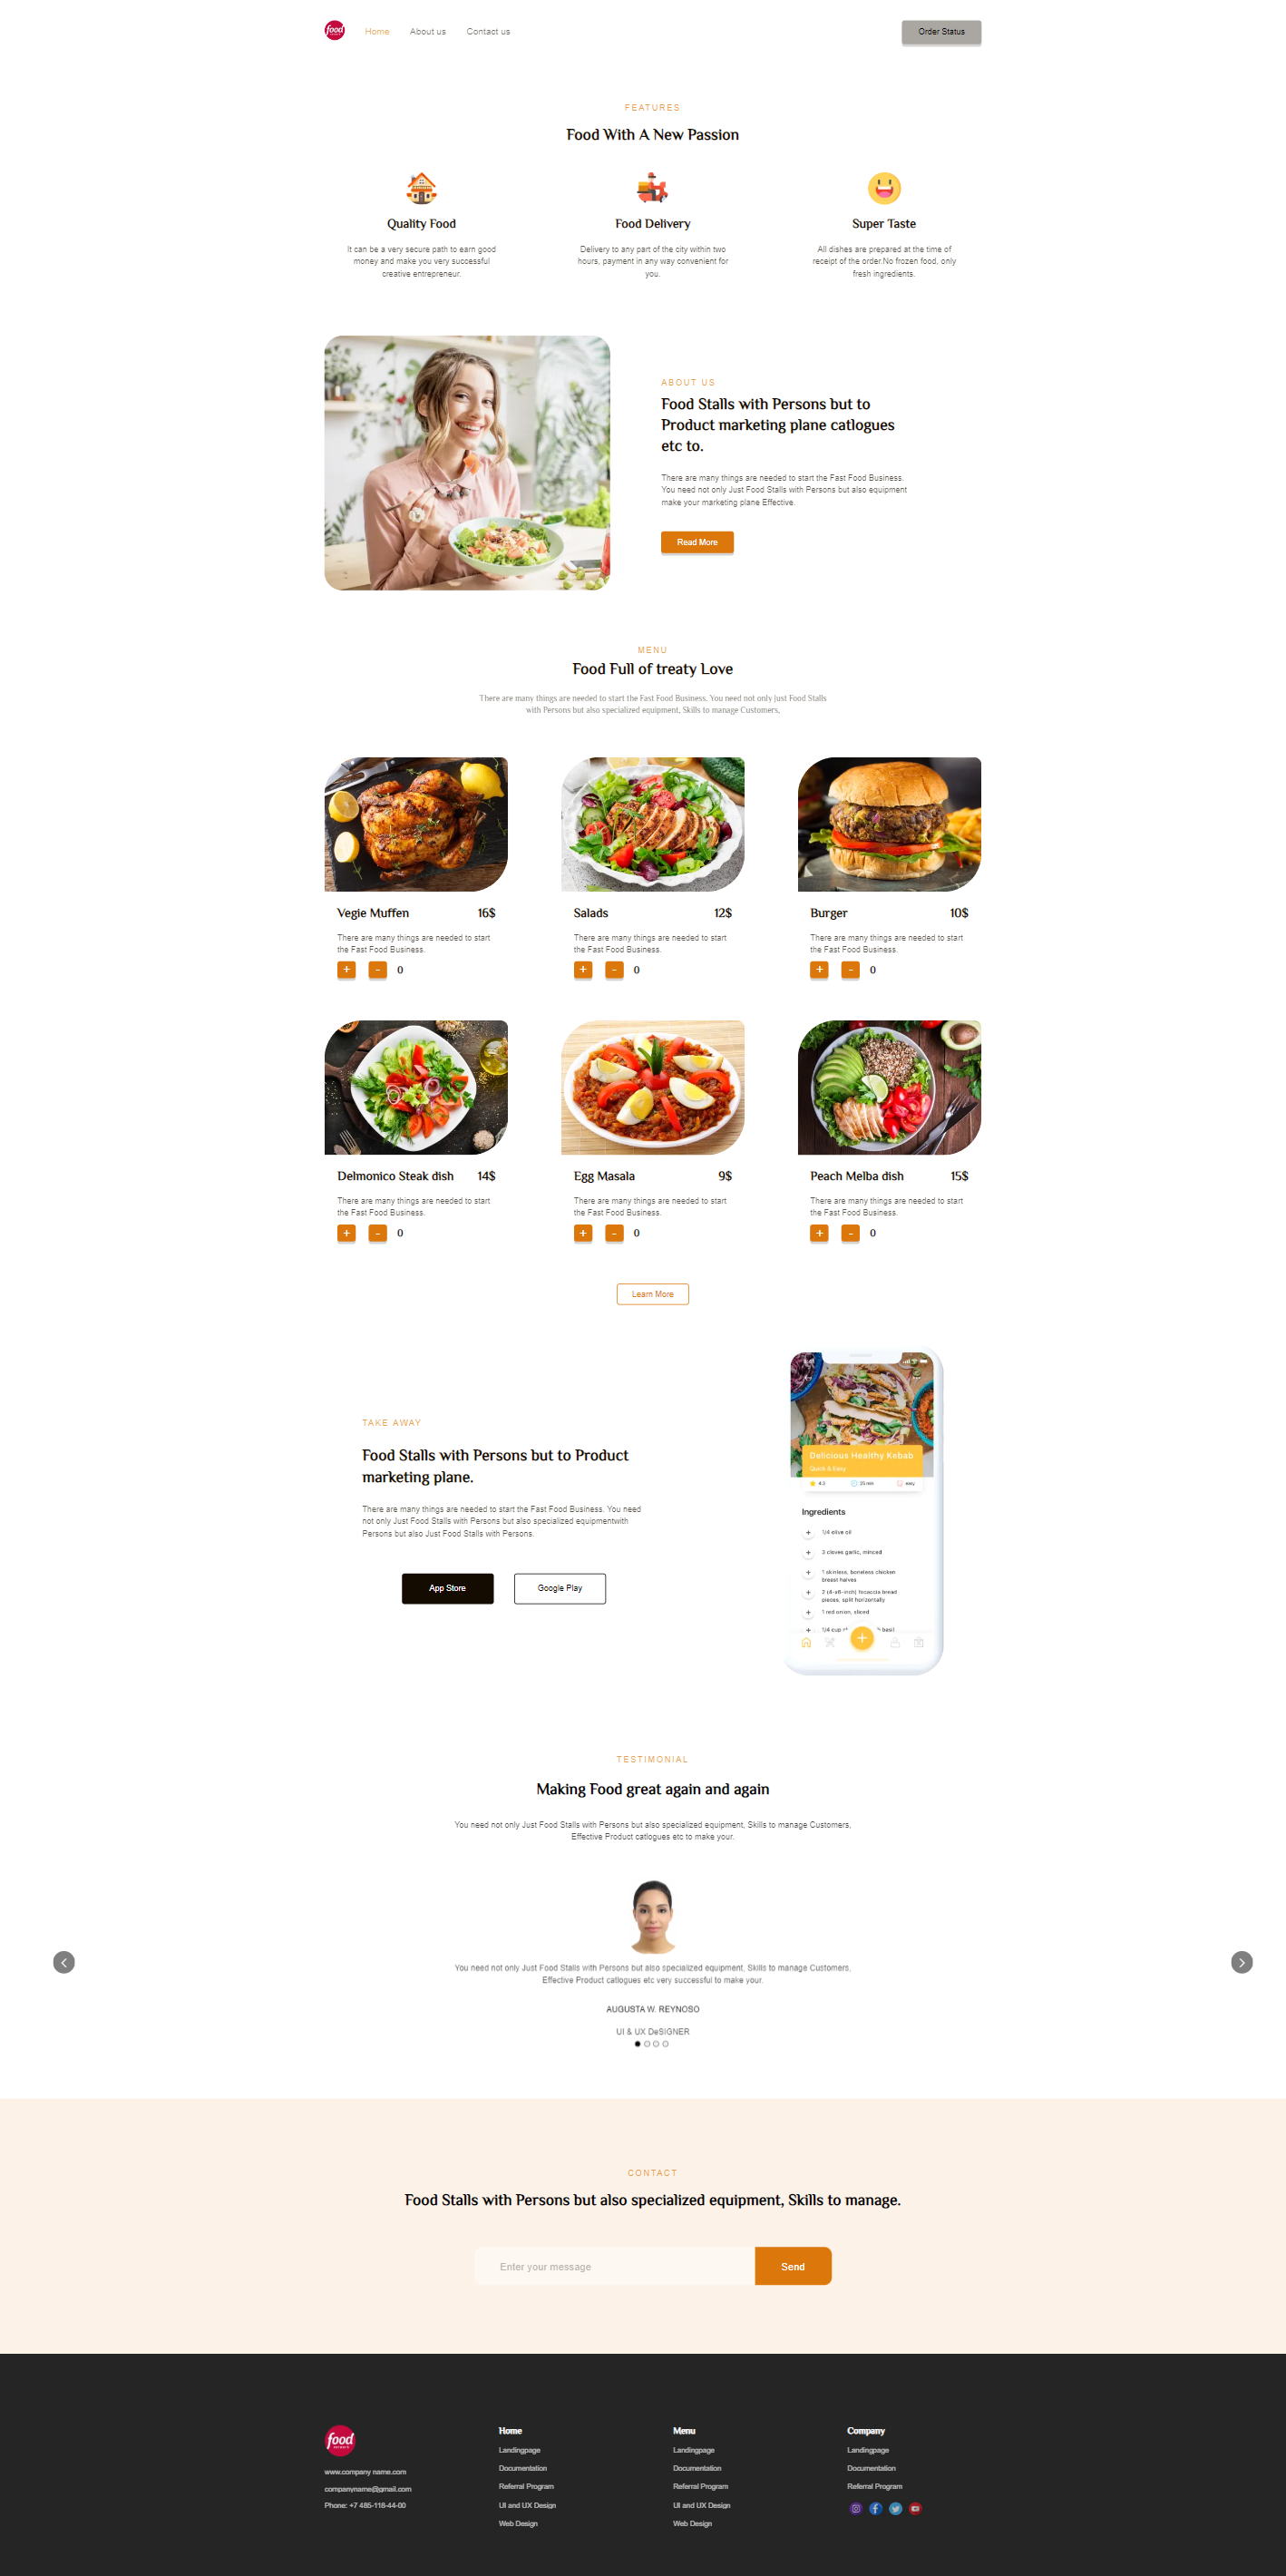 food
Home
About us
Contact us
Order Status
FEATURES
Food With A New Passion
Quality Food
It can be a very secure path to earn good
money and make you very successful
creative entrepreneur.
Food Delivery
Delivery to any part of the city within two
hours, payment in any way convenient for
you.
Super Taste
All dishes are prepared at the time of
receipt of the order.No frozen food, only
fresh ingredients.
ABOUT US
Food Stalls with Persons but to
Product marketing plane catlogues
etc to.
There are many things are needed to start the Fast Food Business.
You need not only Just Food Stalls with Persons but also equipment
make your marketing plane Effective.
Read More
MENU
Food Full of treaty Love
There are many things are needed to start the Fast Food Business. You need not only Just Food Stalls
with Persons but also specialized equipment, Skills to manage Customers,
Vegie Muffen 16$
There are many things are needed to start
the Fast Food Business.
+ - 0
Salads 12$
There are many things are needed to start
the Fast Food Business.
+ - 0
Burger 10$
There are many things are needed to start
the Fast Food Business.
+ - 0
Delmonico Steak dish 14$
There are many things are needed to start
the Fast Food Business.
+ - 0
Egg Masala 9$
There are many things are needed to start
the Fast Food Business.
+ - 0
Peach Melba dish 15$
There are many things are needed to start
the Fast Food Business.
+ - 0
Learn More
TAKE AWAY
Food Stalls with Persons but to Product
marketing plane.
There are many things are needed to start the Fast Food Business. You need
not only Just Food Stalls with Persons but also specialized equipmentwith
Persons but also Just Food Stalls with Persons.
App Store
Google Play
Delicious Healthy Kebab
Quick & Easy
4.3
25 min
easy
Ingredients
+ 1/4 olive oil
+ 3 cloves garlic, minced
+ 1 skinless, boneless chicken
breast halves
+ 2 (4-x6-inch) focaccia bread
pieces, split horizontally
+ 1 red onion, sliced
+ 1/4 cup basil
+
TESTIMONIAL
Making Food great again and again
You need not only Just Food Stalls with Persons but also specialized equipment, Skills to manage Customers,
Effective Product catlogues etc to make your.
You need not only Just Food Stalls with Persons but also specialized equipment, Skills to manage Customers,
Effective Product catlogues etc very successful to make your.
AUGUSTA W. REYNOSO
UI & UX DeSIGNER
CONTACT
Food Stalls with Persons but also specialized equipment, Skills to manage.
Enter your message
Send
food
www.company name.com
companyname@gmail.com
Phone: +7 485-118-44-00
Home
Landingpage
Documentation
Referral Program
UI and UX Design
Web Design
Menu
Landingpage
Documentation
Referral Program
UI and UX Design
Web Design
Company
Landingpage
Documentation
Referral Program